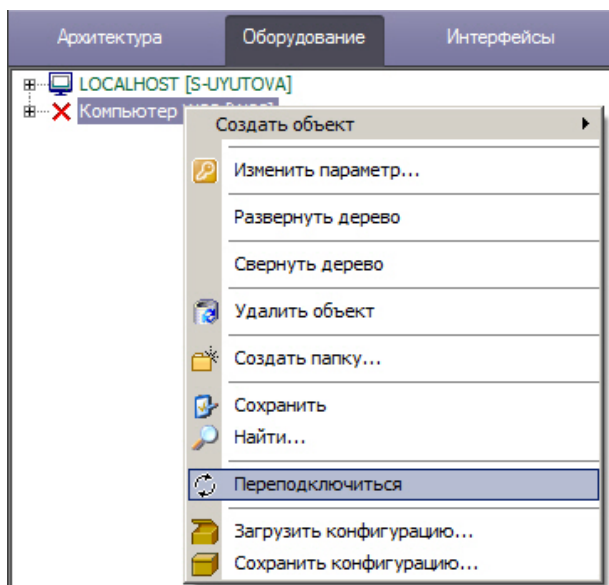 Архитектура Оборудование Интерфейсы
LOCALHOST [S-UYUTOVA]
Компьютер
Создать объект
Изменить параметр...
Развернуть дерево
Свернуть дерево
Удалить объект
Создать папку...
Сохранить
Найти...
Переподключиться
Загрузить конфигурацию...
Сохранить конфигурацию...